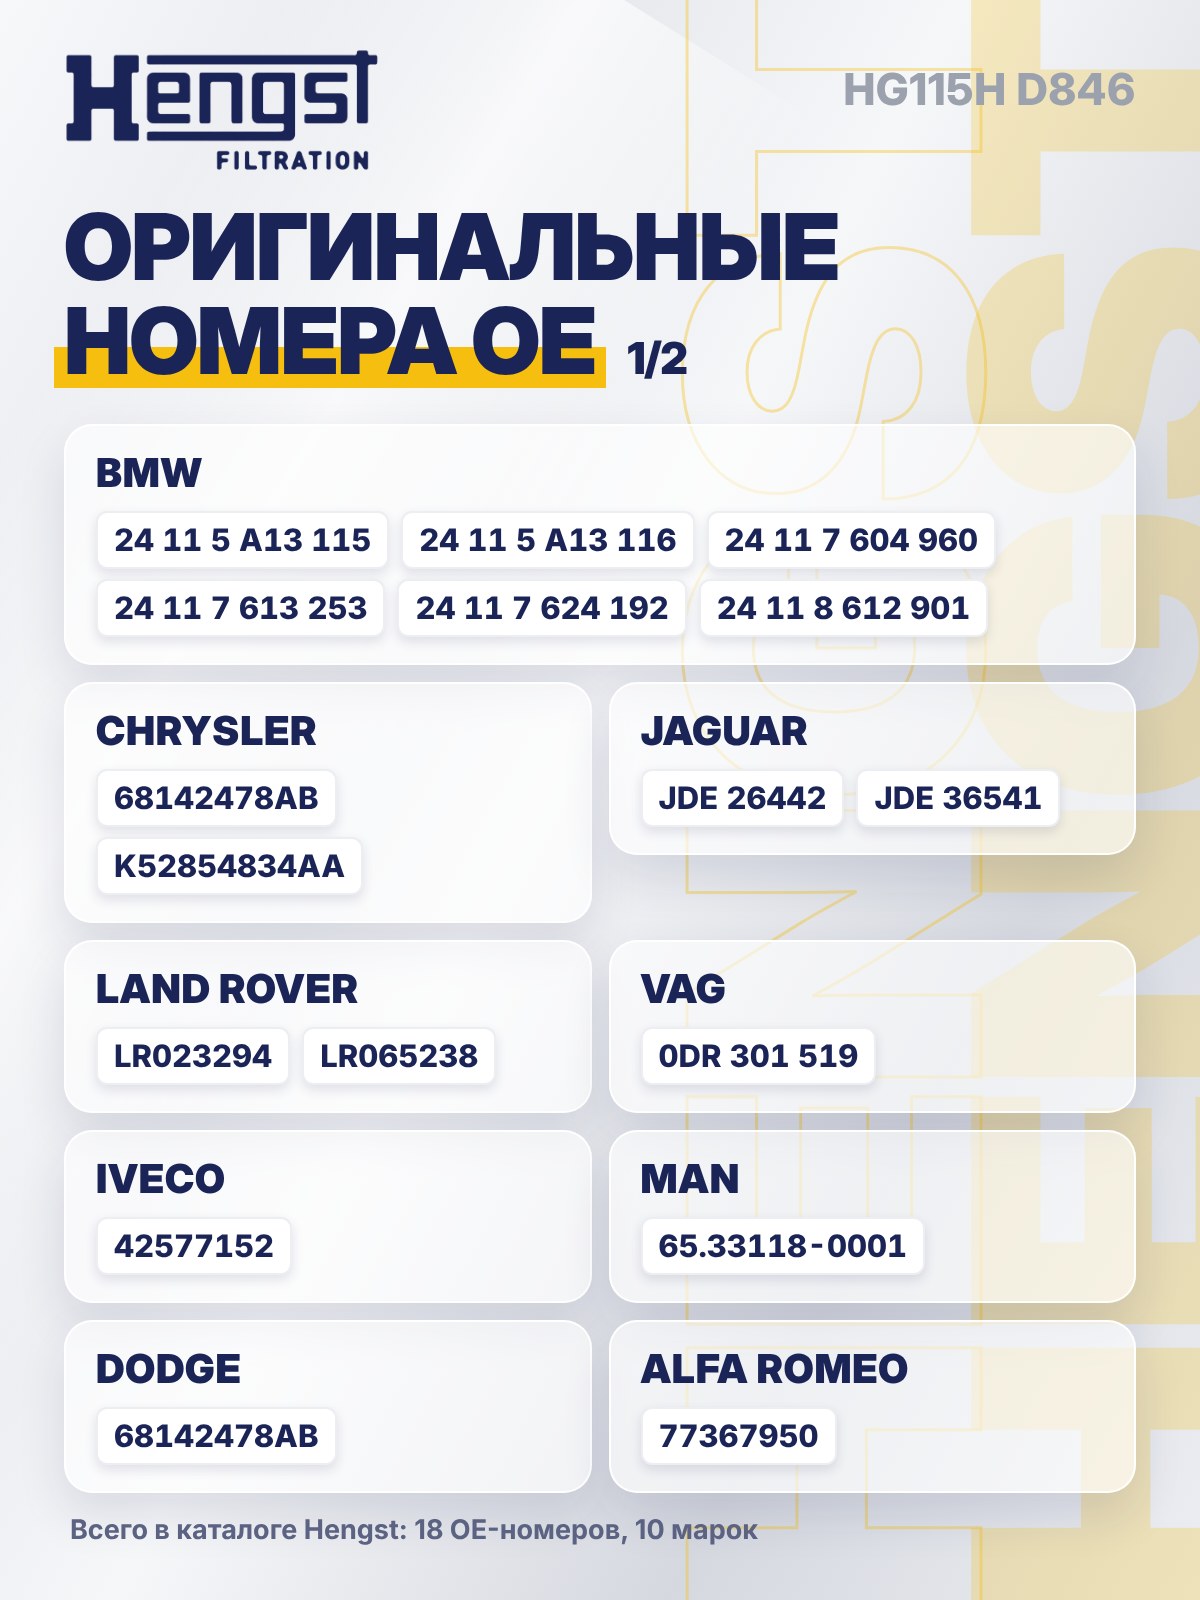 Hengst
FILTRATION
HG115H D846
ОРИГИНАЛЬНЫЕ
НОМЕРА OE 1/2
BMW
24 11 5 A13 115 24 11 5 A13 116 24 11 7 604 960
24 11 7 613 253 24 11 7 624 192 24 11 8 612 901
CHRYSLER
68142478AB
K52854834AA
JAGUAR
JDE 26442 JDE 36541
LAND ROVER
LR023294 LR065238
VAG
0DR 301 519
IVECO
42577152
MAN
65.33118-0001
DODGE
68142478AB
ALFA ROMEO
77367950
Всего в каталоге Hengst: 18 OE-номеров, 10 марок
HENGST
HENGST